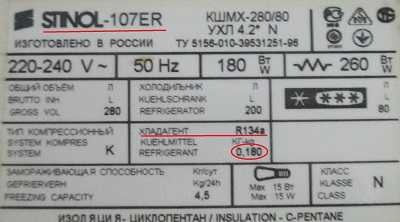 STINOL-107ER
КШМХ-280/80
УХЛ 4.2* N
ИЗГОТОВЛЕНО В РОССИИ
ТУ 5156-010-39531251-96
220-240 V ~
50 Hz
180 Вт W
260 Вт W
ОБЩИЙ ОБЪЕМ Л
BRUTTO INH L
GROSS VOL 280
ХОЛОДИЛЬНИК Л
KUEHLSCHRANK L
REFRIGERATOR 200
Л
L
80
ТИП КОМПРЕССИОННЫЙ
SYSTEM KOMPRES
SYSTEM K
ХЛАДАГЕНТ R134a
KUEHLMITTEL КГ-kg
REFRIGERANT 0,180
ЗАМОРАЖИВАЮЩАЯ СПОСОБНОСТЬ Кг/сут
GEFRIERVERH Kg/24h
FREEZING CAPACITY 4,5
Max 15 Вт
Max 15 W
КЛАСС
KLASSE N
CLASS
ИЗОЛЯЦИЯ- ЦИКЛОПЕНТАН / INSULATION - C-PENTANE